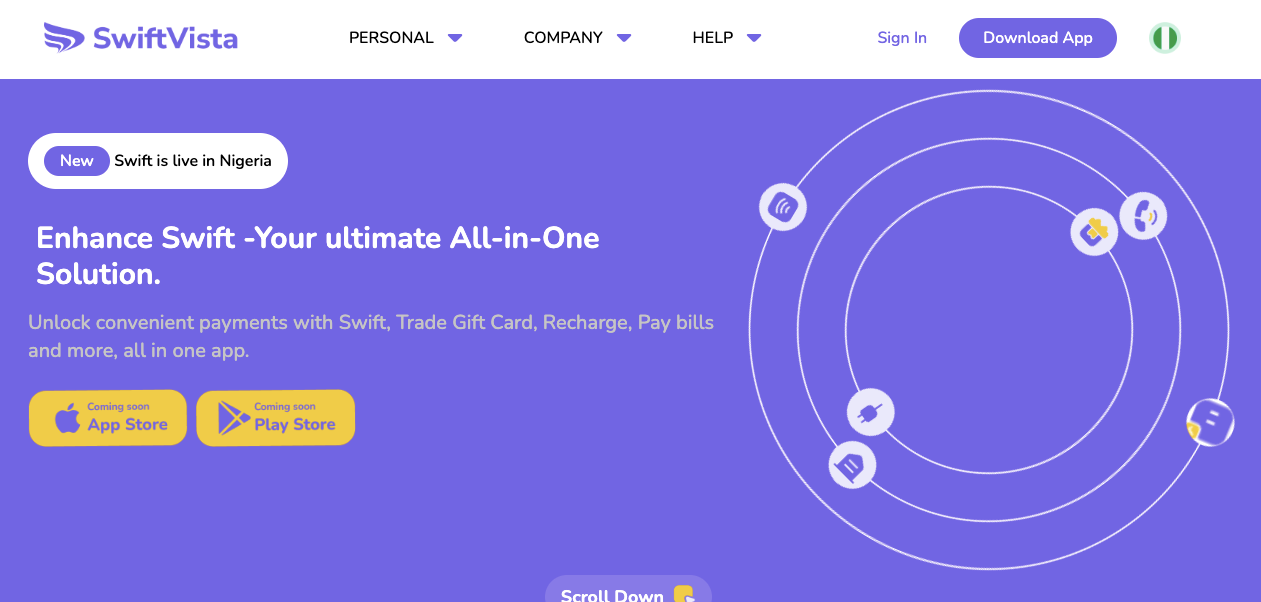 SwiftVista
PERSONAL
COMPANY
HELP
Sign In
Download App
New Swift is live in Nigeria
Enhance Swift -Your ultimate All-in-One
Solution.
Unlock convenient payments with Swift, Trade Gift Card, Recharge, Pay bills
and more, all in one app.
Coming soon
App Store
Coming soon
Play Store
Scroll Down